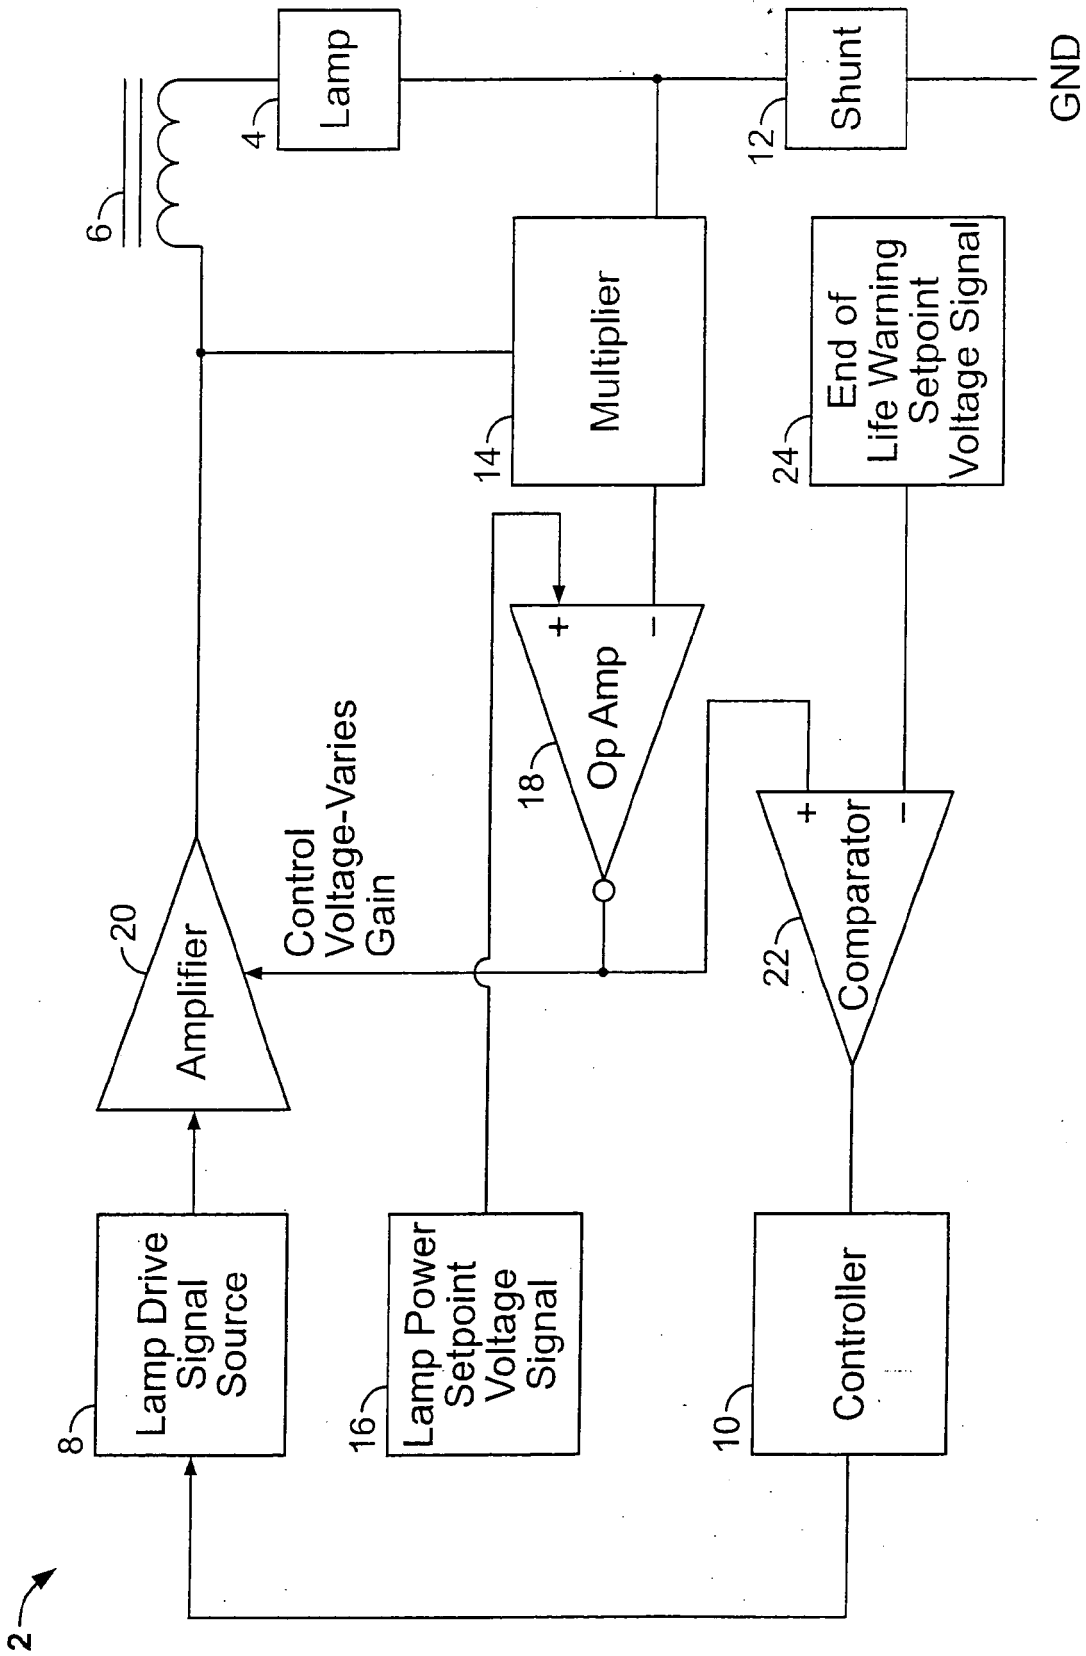 2
8
Lamp Drive
Signal
Source
20
Amplifier
6
4
Lamp
Control
Voltage-Varies
Gain
16
Lamp Power
Setpoint
Voltage
Signal
18
Op Amp
+
−
14
Multiplier
12
Shunt
GND
10
Controller
22
Comparator
+
−
24
End of
Life Warning
Setpoint
Voltage Signal